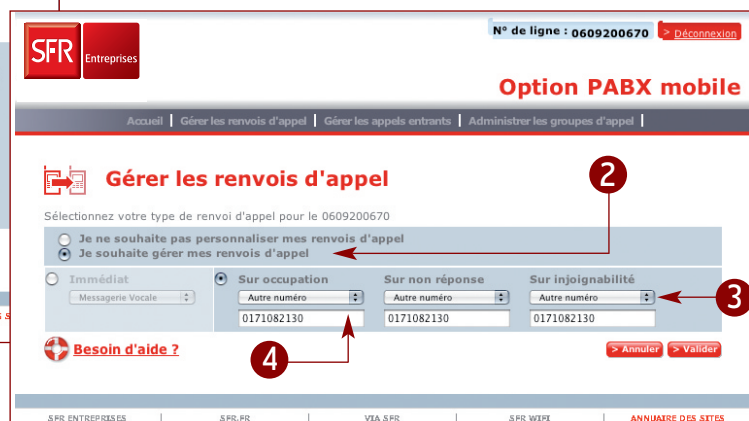 SFR Entreprises
N° de ligne : 0609200670 > Déconnexion
Option PABX mobile
Accueil | Gérer les renvois d'appel | Gérer les appels entrants | Administrer les groupes d'appel |
Gérer les renvois d'appel
2
Sélectionnez votre type de renvoi d'appel pour le 0609200670
Je ne souhaite pas personnaliser mes renvois d'appel
Je souhaite gérer mes renvois d'appel
Immédiat Sur occupation Sur non réponse Sur injoignabilité
Messagerie Vocale Autre numéro Autre numéro Autre numéro 3
0171082130 0171082130 0171082130
Besoin d'aide ? 4 > Annuler > Valider
SFR ENTREPRISES | SFR.FR | VIA SFR | SFR WIFI | ANNUAIRE DES SITES